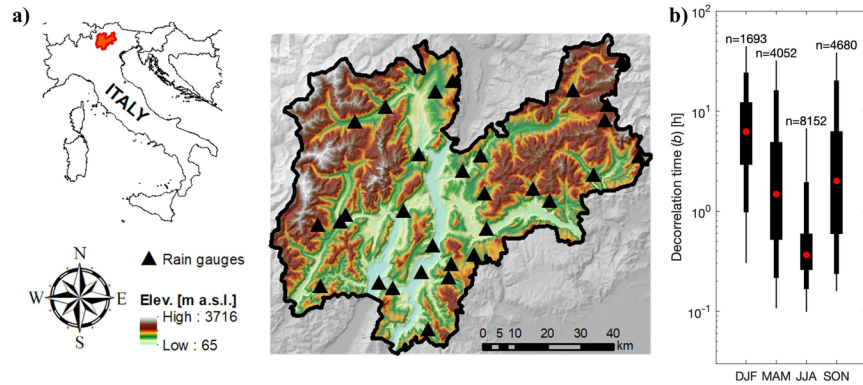 a)
ITALY
N
W
E
S
Rain gauges
Elev. [m a.s.l.]
High : 3716
Low : 65
0 5 10 20 30 40
km
b)
Decorrelation time (b) [h]
10^2
10^1
10^0
10^-1
n=1693
n=4052
n=8152
n=4680
DJF MAM JJA SON